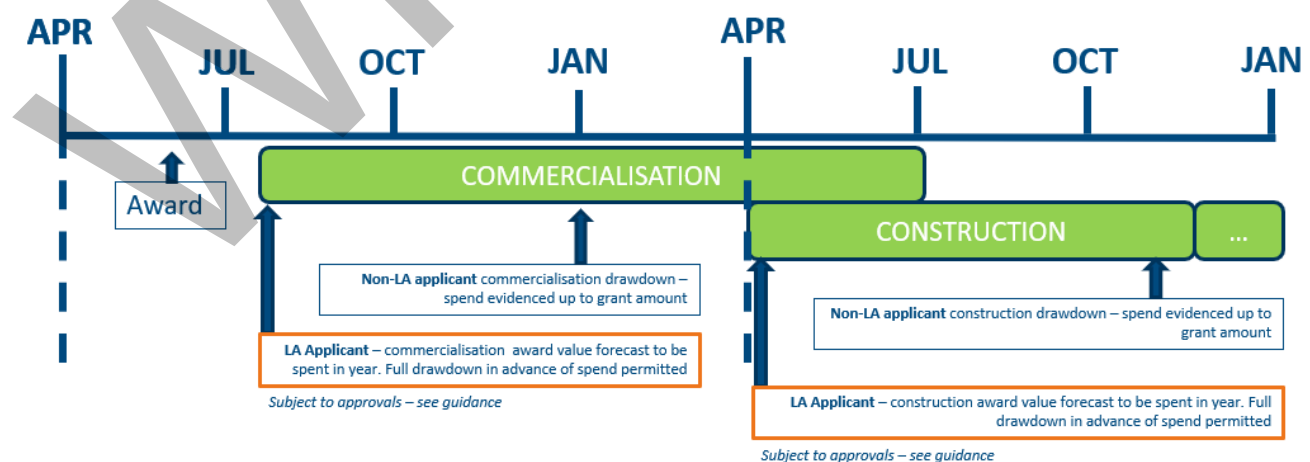 APR
JUL
OCT
JAN
APR
JUL
OCT
JAN
Award
COMMERCIALISATION
CONSTRUCTION
...
Non-LA applicant commercialisation drawdown –
spend evidenced up to grant amount
LA Applicant – commercialisation award value forecast to be
spent in year. Full drawdown in advance of spend permitted
Subject to approvals – see guidance
Non-LA applicant construction drawdown – spend evidenced up to
grant amount
LA Applicant – construction award value forecast to be spent in year. Full
drawdown in advance of spend permitted
Subject to approvals – see guidance